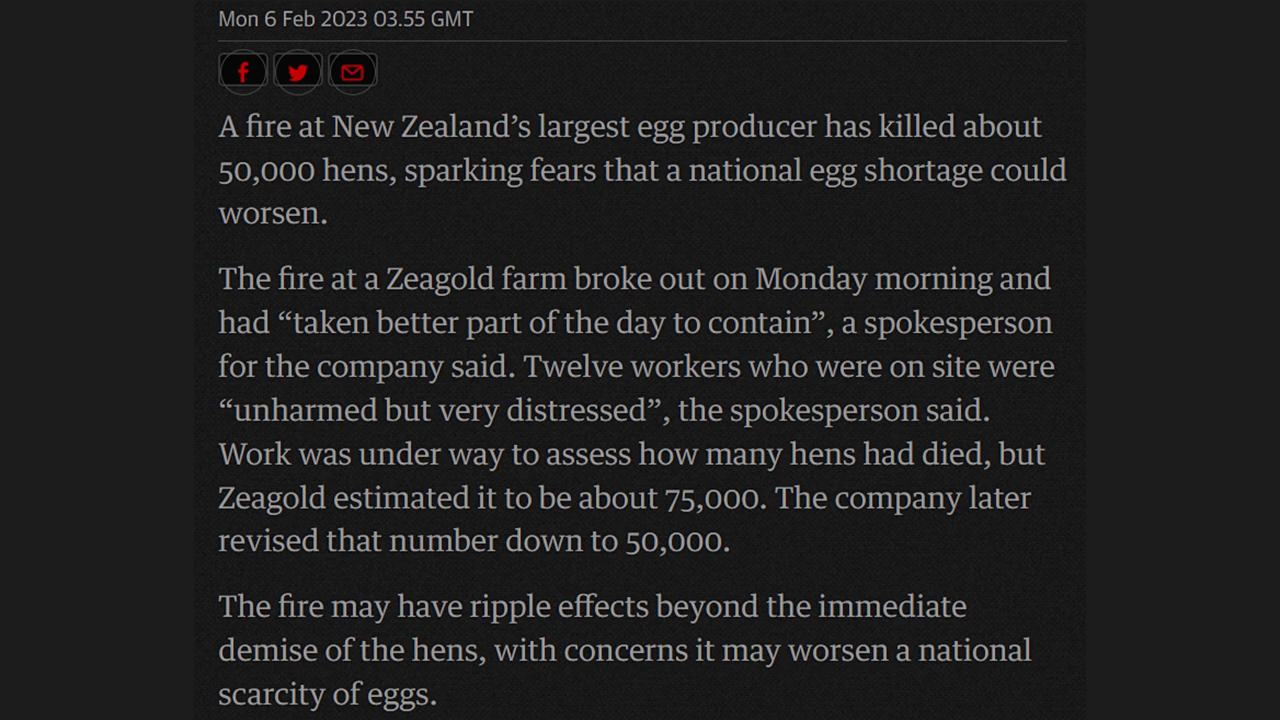 Mon 6 Feb 2023 03.55 GMT
A fire at New Zealand’s largest egg producer has killed about
50,000 hens, sparking fears that a national egg shortage could
worsen.
The fire at a Zeagold farm broke out on Monday morning and
had “taken better part of the day to contain”, a spokesperson
for the company said. Twelve workers who were on site were
“unharmed but very distressed”, the spokesperson said.
Work was under way to assess how many hens had died, but
Zeagold estimated it to be about 75,000. The company later
revised that number down to 50,000.
The fire may have ripple effects beyond the immediate
demise of the hens, with concerns it may worsen a national
scarcity of eggs.